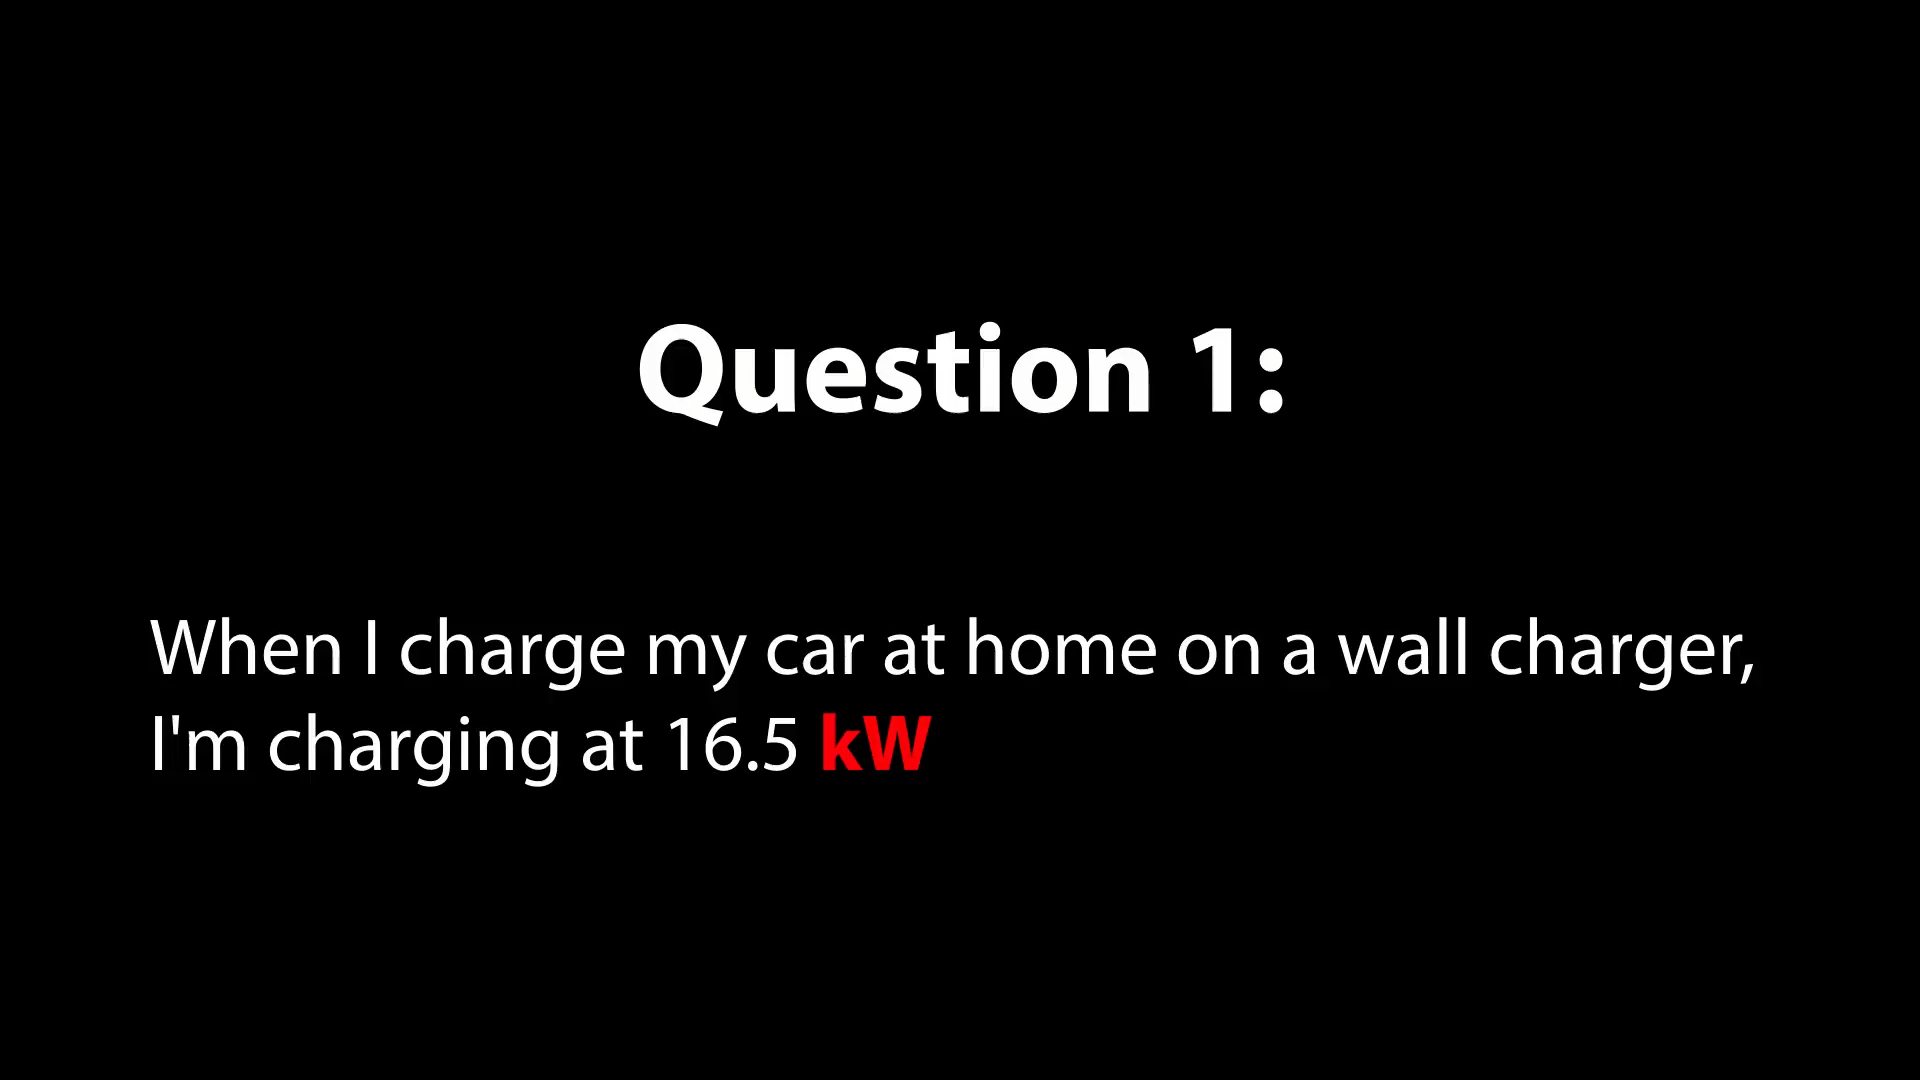 Question 1:
When I charge my car at home on a wall charger,
I'm charging at 16.5 kW